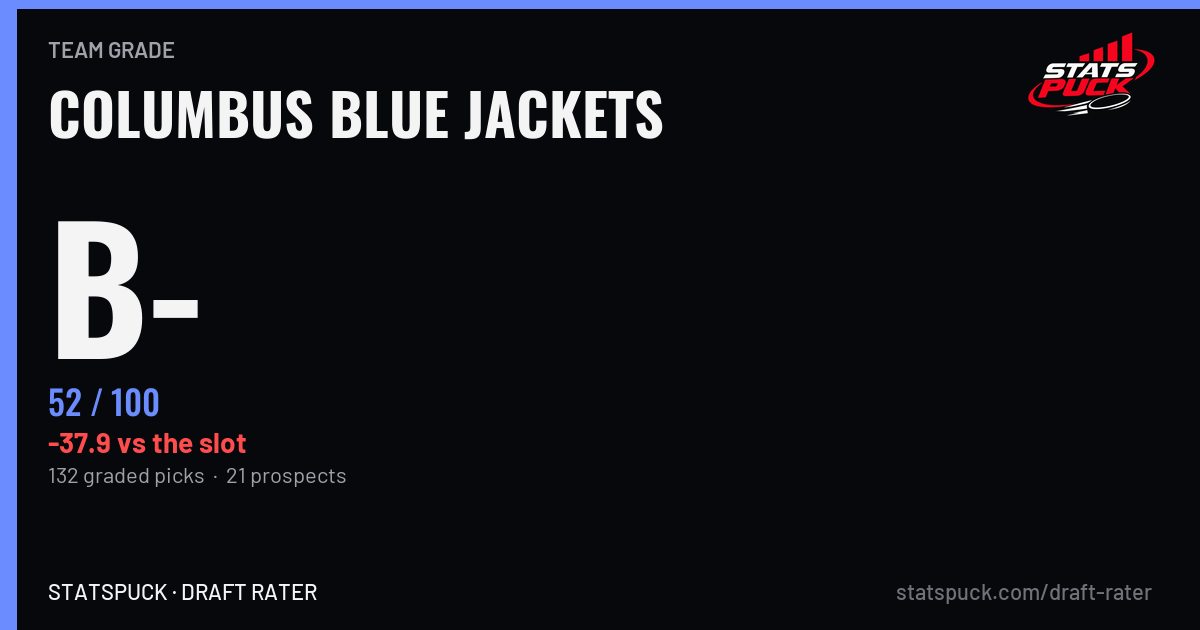 TEAM GRADE
STATS
PUCK
COLUMBUS BLUE JACKETS
B-
52 / 100
-37.9 vs the slot
132 graded picks · 21 prospects
STATSPUCK · DRAFT RATER
statspuck.com/draft-rater